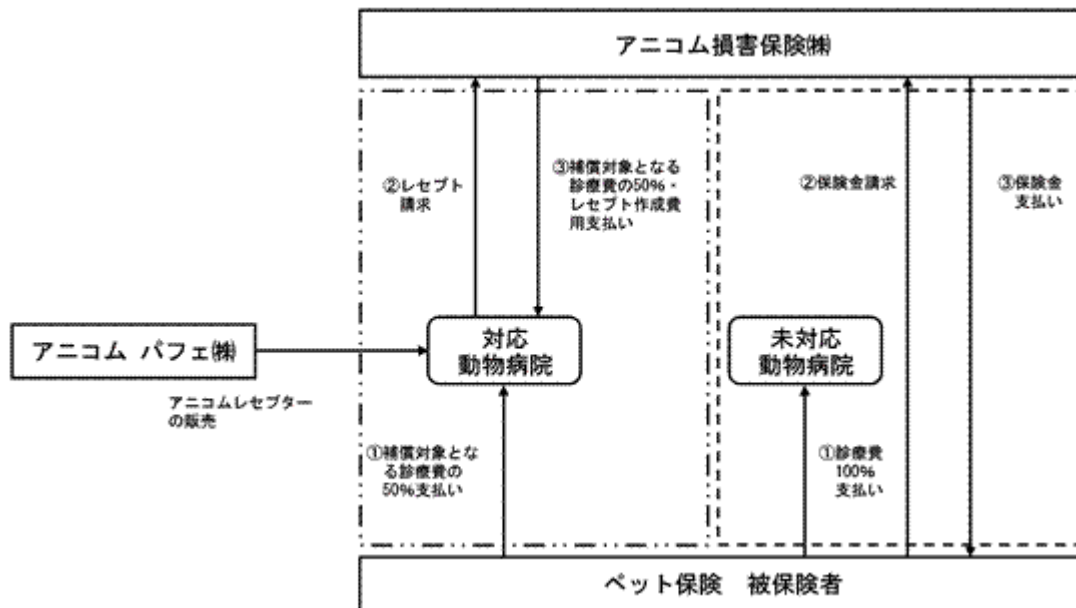 アニコム損害保険㈱
②レセプト
請求
③補償対象となる
診療費の50%・
レセプト作成費
用支払い
②保険金請求
③保険金
支払い
アニコム パフェ㈱
対応
動物病院
未対応
動物病院
アニコムレセプター
の販売
①補償対象とな
る診療費の
50%支払い
①診療費
100%
支払い
ペット保険 被保険者